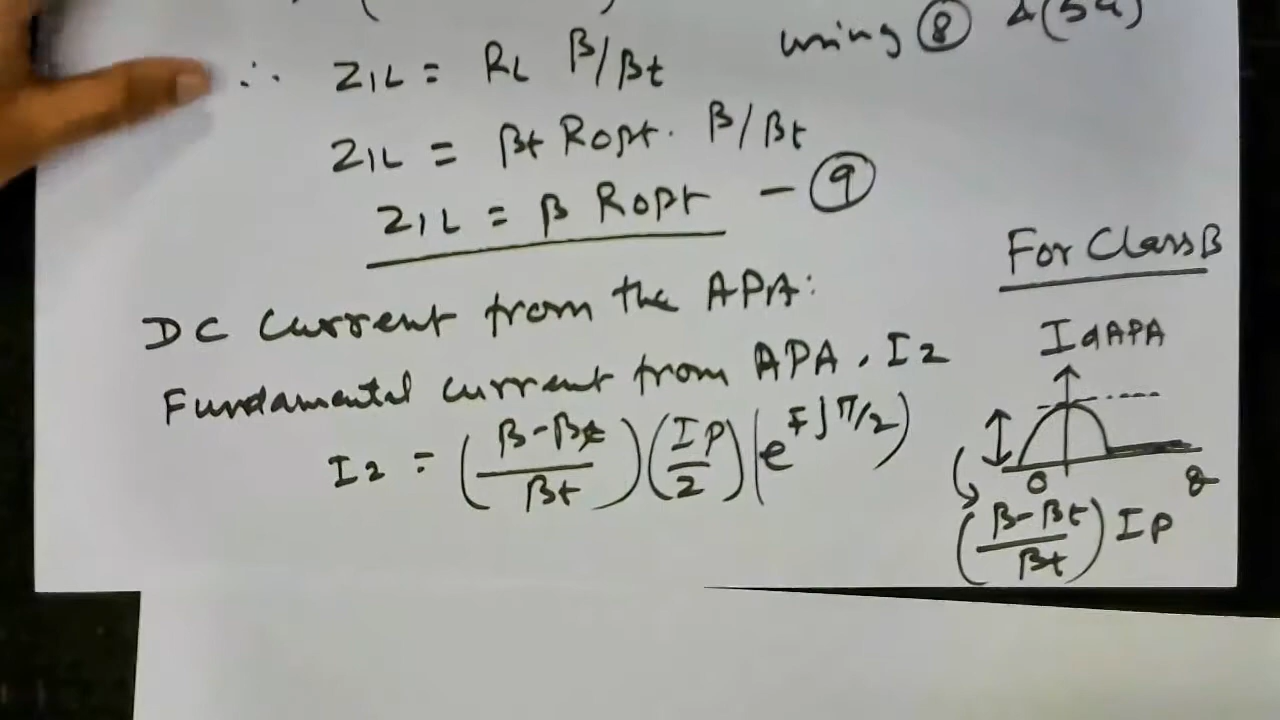 using ⑧ &(5a)
∴ Z1L = RL β/βt
Z1L = βt Ropt. β/βt
Z1L = β Ropt - ⑨
For Class B
DC Current from the APA:
Fundamental current from APA, I2
I2 = ((β-βt)/βt) (IP/2) (e^∓jπ/2)
IdAPA
0 θ
((β-βt)/βt) IP